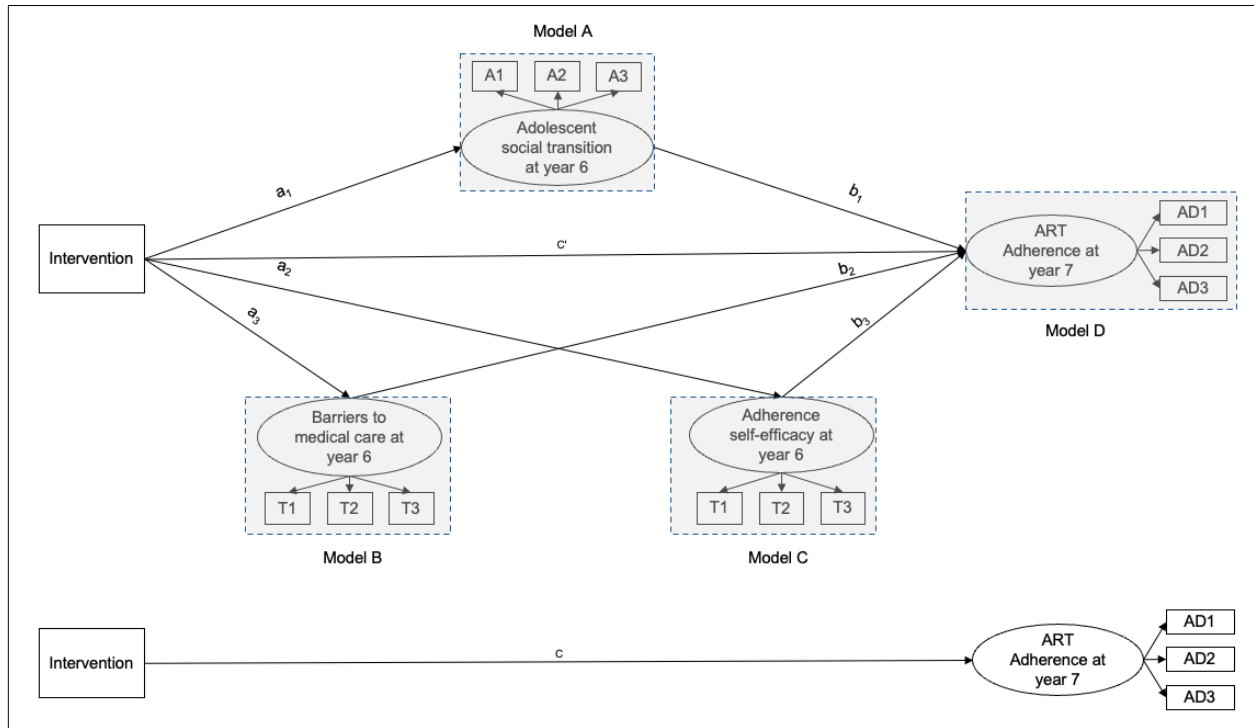 Model A
A1 A2 A3
Adolescent
social transition
at year 6
a1
b1
AD1
ART
Adherence at
year 7
AD2
AD3
Model D
Intervention
c'
a2
b2
a3
b3
Barriers to
medical care at
year 6
T1 T2 T3
Model B
Adherence
self-efficacy at
year 6
T1 T2 T3
Model C
Intervention
c
ART
Adherence at
year 7
AD1
AD2
AD3